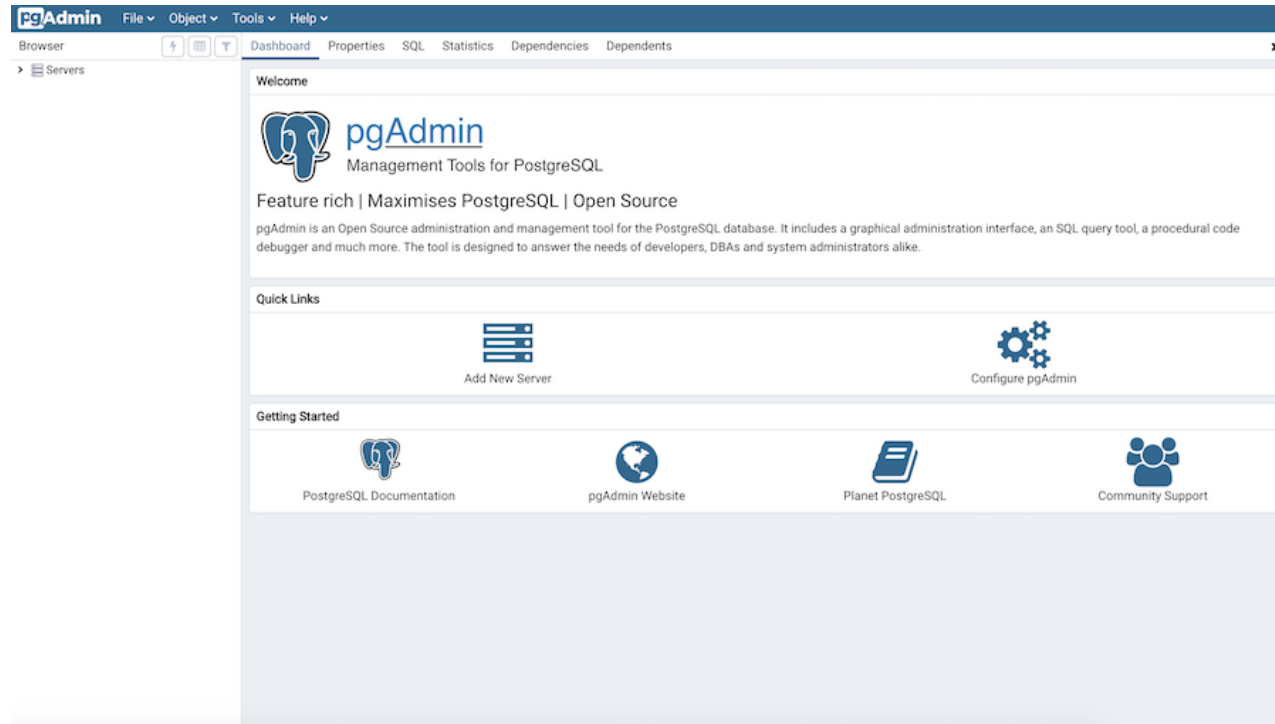 pgAdmin File Object Tools Help
Browser
Dashboard Properties SQL Statistics Dependencies Dependents
Servers
Welcome
pgAdmin
Management Tools for PostgreSQL
Feature rich | Maximises PostgreSQL | Open Source
pgAdmin is an Open Source administration and management tool for the PostgreSQL database. It includes a graphical administration interface, an SQL query tool, a procedural code
debugger and much more. The tool is designed to answer the needs of developers, DBAs and system administrators alike.
Quick Links
Add New Server
Configure pgAdmin
Getting Started
PostgreSQL Documentation
pgAdmin Website
Planet PostgreSQL
Community Support